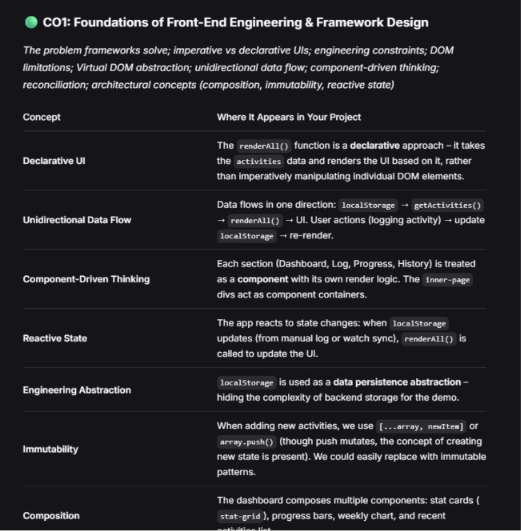 CO1: Foundations of Front-End Engineering & Framework Design
The problem frameworks solve; imperative vs declarative UIs; engineering constraints; DOM
limitations; Virtual DOM abstraction; unidirectional data flow; component-driven thinking;
reconciliation; architectural concepts (composition, immutability, reactive state)
Concept Where It Appears in Your Project
Declarative UI
The renderAll() function is a declarative approach – it takes
the activities data and renders the UI based on it, rather
than imperatively manipulating individual DOM elements.
Unidirectional Data Flow
Data flows in one direction: localStorage → getActivities()
→ renderAll() → UI. User actions (logging activity) → update
localStorage → re-render.
Component-Driven Thinking
Each section (Dashboard, Log, Progress, History) is treated
as a component with its own render logic. The inner-page
divs act as component containers.
Reactive State
The app reacts to state changes: when localStorage
updates (from manual log or watch sync), renderAll() is
called to update the UI.
Engineering Abstraction
localStorage is used as a data persistence abstraction –
hiding the complexity of backend storage for the demo.
Immutability
When adding new activities, we use [...array, newItem] or
array.push() (though push mutates, the concept of creating
new state is present). We could easily replace with immutable
patterns.
Composition
The dashboard composes multiple components: stat cards (
stat-grid ), progress bars, weekly chart, and recent
activities list.